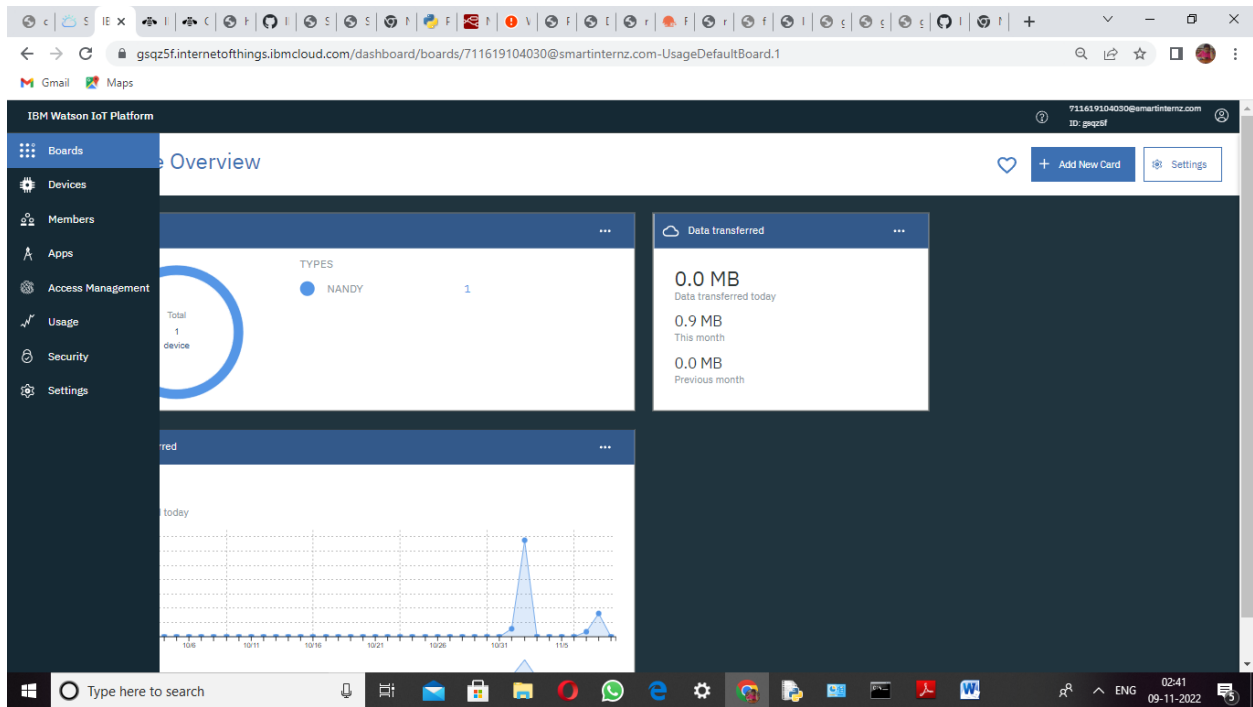 gsqz5f.internetofthings.ibmcloud.com/dashboard/boards/711619104030@smartinternz.com-UsageDefaultBoard.1
Gmail Maps
IBM Watson IoT Platform
711619104030@smartinternz.com
ID: gsqz5f
Boards
Devices
Members
Apps
Access Management
Usage
Security
Settings
e Overview
Add New Card
Settings
TYPES
NANDY 1
Total
1
device
Data transferred
0.0 MB
Data transferred today
0.9 MB
This month
0.0 MB
Previous month
rred
today
10/6 10/11 10/16 10/21 10/26 10/31 11/5
Type here to search
ENG
02:41
09-11-2022
5